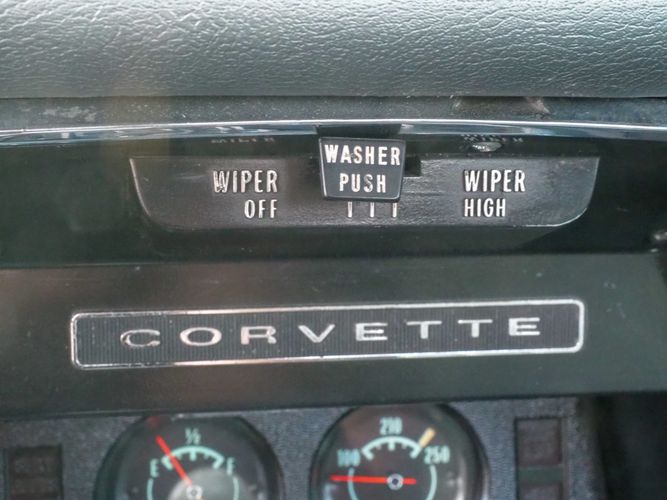 WASHER
PUSH
WIPER
OFF
WIPER
HIGH
CORVETTE
E ½ F
100 210 250